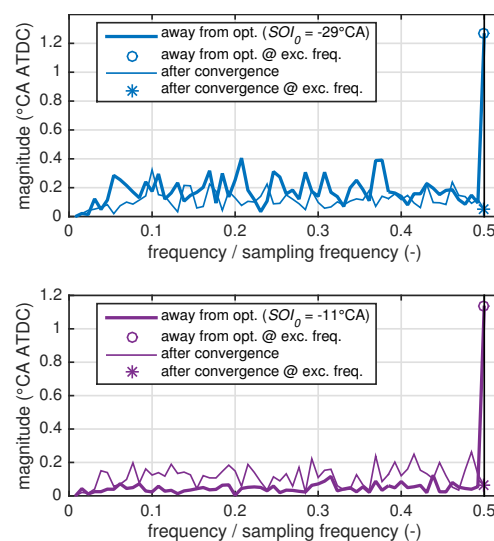 magnitude (°CA ATDC)
1.2
1
0.8
0.6
0.4
0.2
0
away from opt. (SOI0 = -29°CA)
away from opt. @ exc. freq.
after convergence
after convergence @ exc. freq.
0 0.1 0.2 0.3 0.4 0.5
frequency / sampling frequency (-)
magnitude (°CA ATDC)
1.2
1
0.8
0.6
0.4
0.2
0
away from opt. (SOI0 = -11°CA)
away from opt. @ exc. freq.
after convergence
after convergence @ exc. freq.
0 0.1 0.2 0.3 0.4 0.5
frequency / sampling frequency (-)